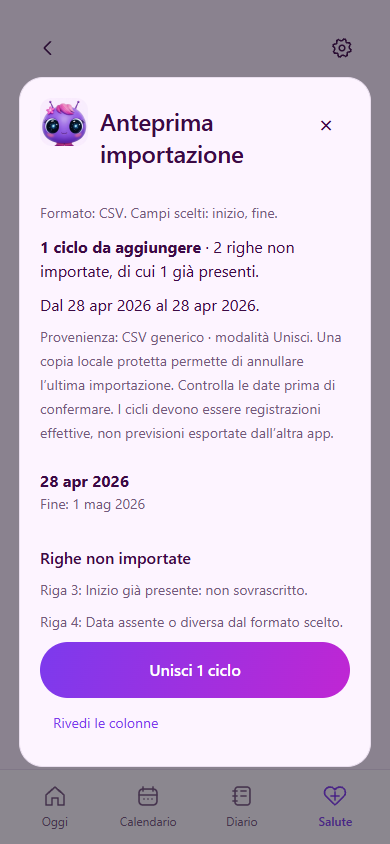 Anteprima
importazione
Formato: CSV. Campi scelti: inizio, fine.
1 ciclo da aggiungere · 2 righe non
importate, di cui 1 già presenti.
Dal 28 apr 2026 al 28 apr 2026.
Provenienza: CSV generico · modalità Unisci. Una
copia locale protetta permette di annullare
l’ultima importazione. Controlla le date prima di
confermare. I cicli devono essere registrazioni
effettive, non previsioni esportate dall’altra app.
28 apr 2026
Fine: 1 mag 2026
Righe non importate
Riga 3: Inizio già presente: non sovrascritto.
Riga 4: Data assente o diversa dal formato scelto.
Unisci 1 ciclo
Rivedi le colonne
Oggi
Calendario
Diario
Salute